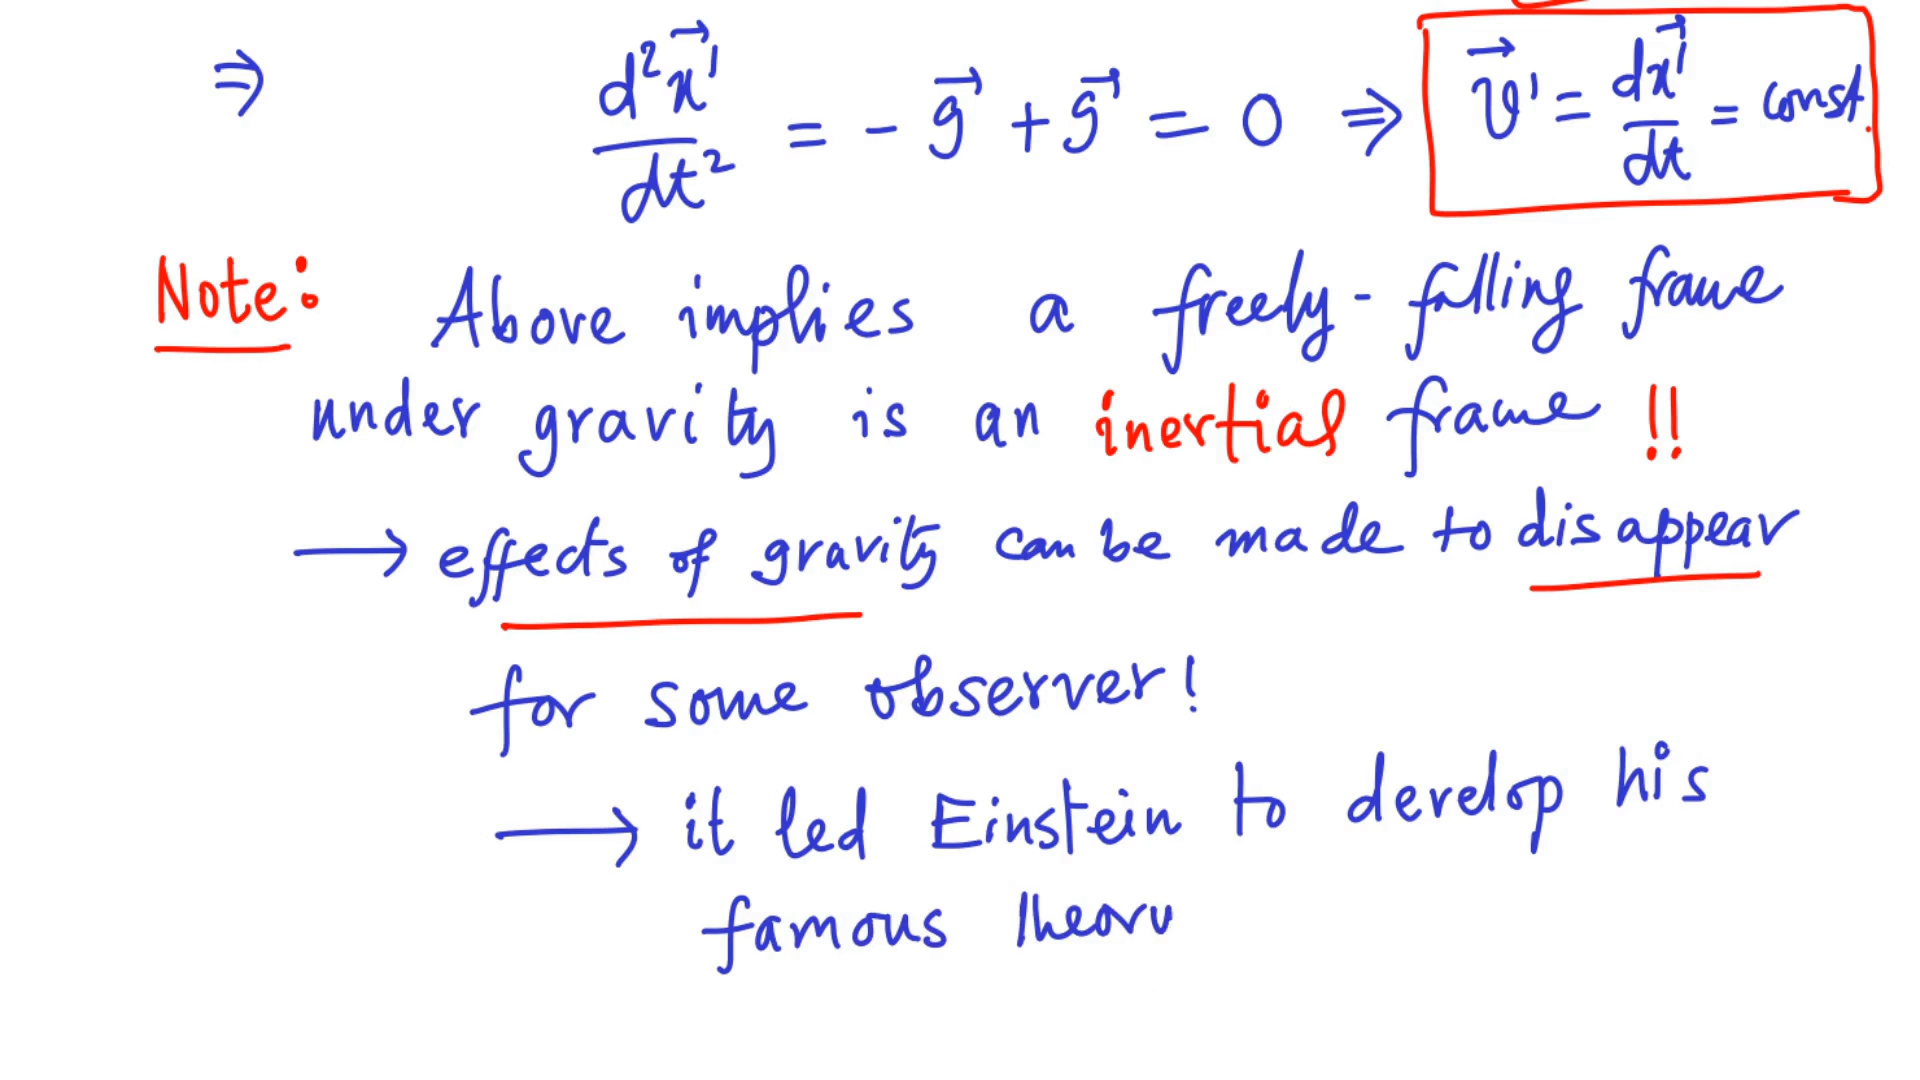 ⇒ d²x⃗'/dt² = - g⃗ + g⃗ = 0 ⇒ v⃗' = dx⃗'/dt = const.
Note: Above implies a freely-falling frame
under gravity is an inertial frame !!
→ effects of gravity can be made to disappear
for some observer!
→ it led Einstein to develop his
famous theory